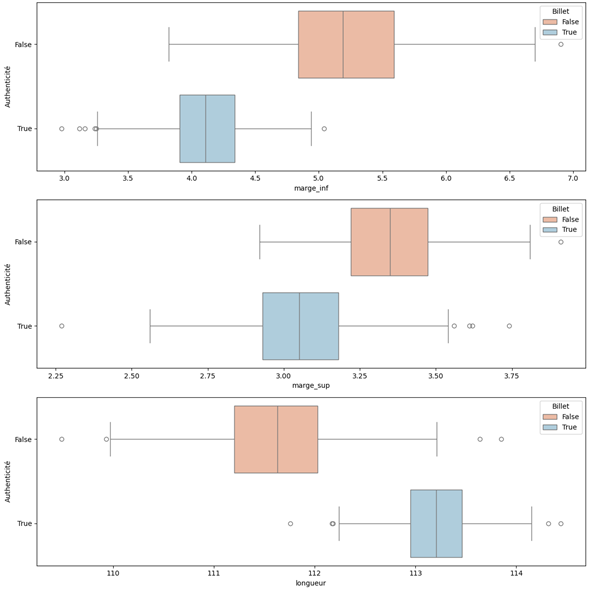 Billet
False
True
False
Authenticité
True
3.0 3.5 4.0 4.5 5.0 5.5 6.0 6.5 7.0
marge_inf
Billet
False
True
False
Authenticité
True
2.25 2.50 2.75 3.00 3.25 3.50 3.75
marge_sup
Billet
False
True
False
Authenticité
True
110 111 112 113 114
longueur